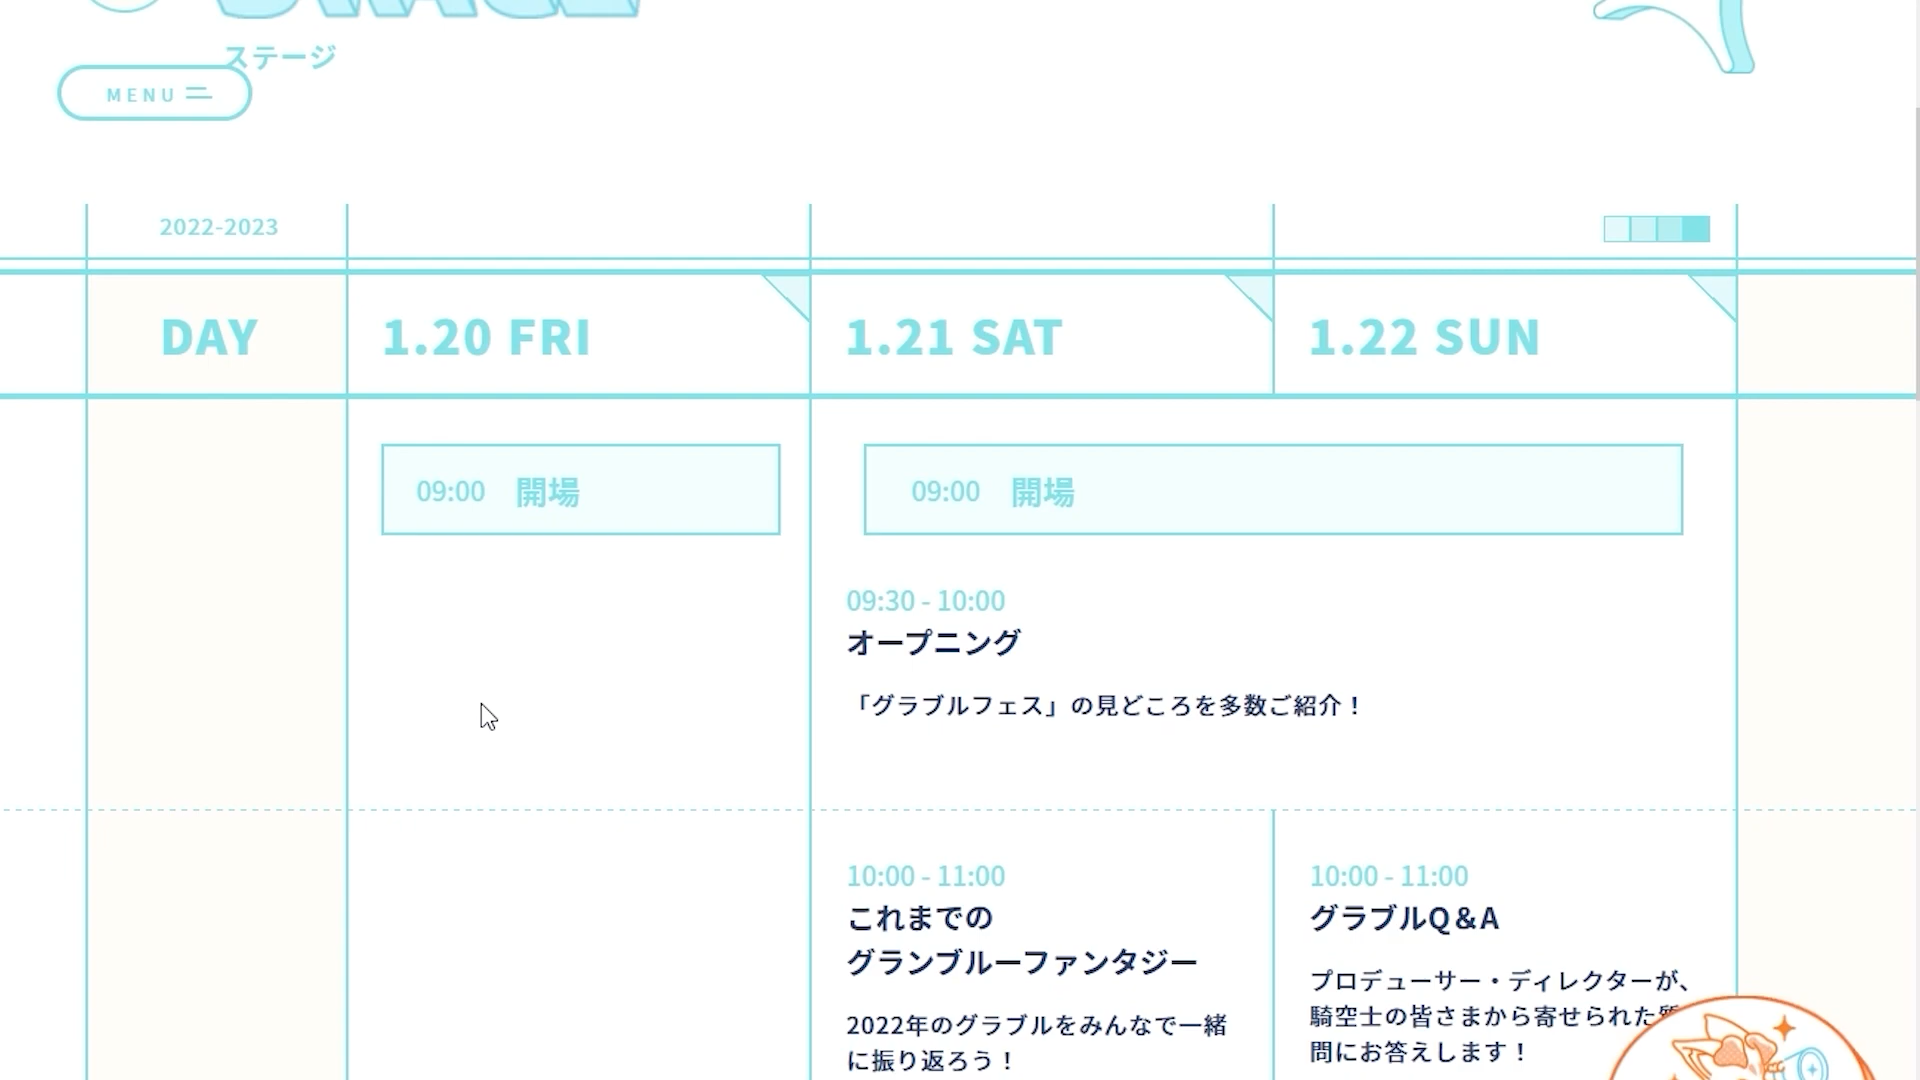 ステージ
MENU
2022-2023
DAY
1.20 FRI
1.21 SAT
1.22 SUN
09:00 開場
09:00 開場
09:30 - 10:00
オープニング
「グラブルフェス」の見どころを多数ご紹介！
10:00 - 11:00
これまでの
グランブルーファンタジー
2022年のグラブルをみんなで一緒
に振り返ろう！
10:00 - 11:00
グラブルQ&A
プロデューサー・ディレクターが、
騎空士の皆さまから寄せられた質
問にお答えします！